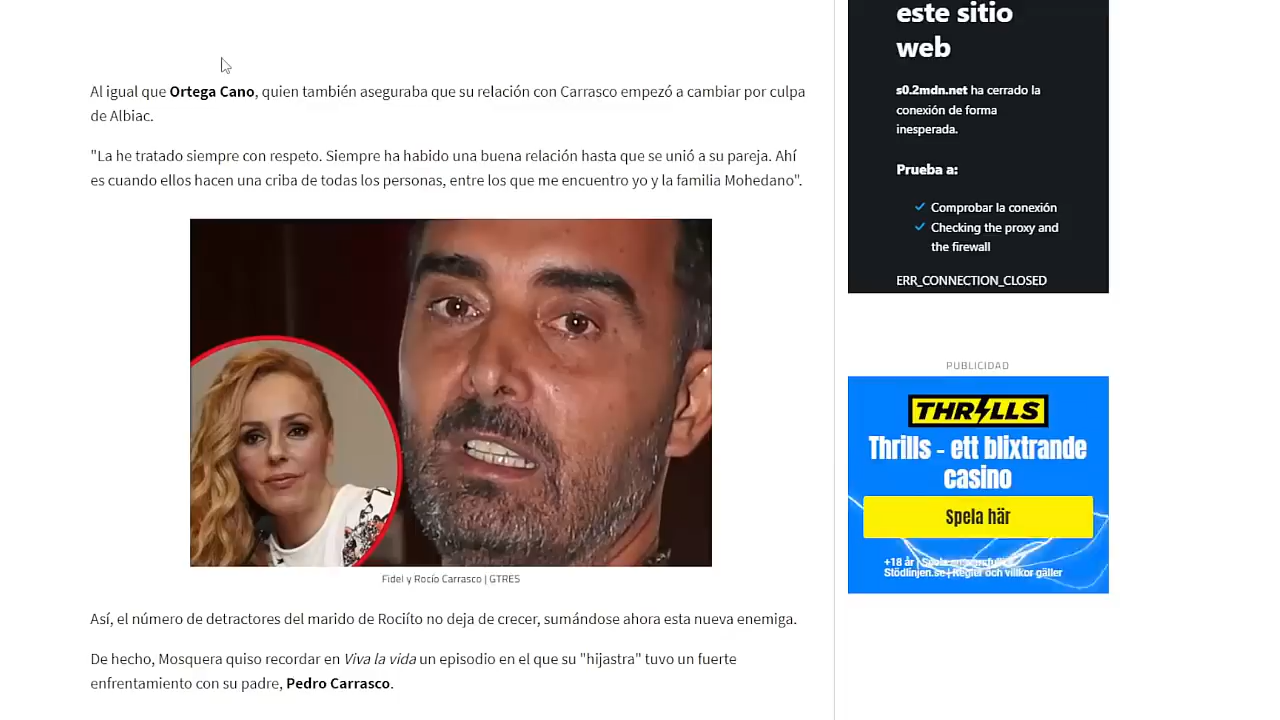 Al igual que Ortega Cano, quien también aseguraba que su relación con Carrasco empezó a cambiar por culpa
de Albiac.
"La he tratado siempre con respeto. Siempre ha habido una buena relación hasta que se unió a su pareja. Ahí
es cuando ellos hacen una criba de todas los personas, entre los que me encuentro yo y la familia Mohedano".
Fidel y Rocío Carrasco | GTRES
Así, el número de detractores del marido de Rociíto no deja de crecer, sumándose ahora esta nueva enemiga.
De hecho, Mosquera quiso recordar en Viva la vida un episodio en el que su "hijastra" tuvo un fuerte
enfrentamiento con su padre, Pedro Carrasco.
este sitio
web
s0.2mdn.net ha cerrado la
conexión de forma
inesperada.
Prueba a:
Comprobar la conexión
Checking the proxy and
the firewall
ERR_CONNECTION_CLOSED
PUBLICIDAD
THRILLS
Thrills - ett blixtrande
casino
Spela här
+18 år |
Stödlinjen.se | Regler och villkor gäller